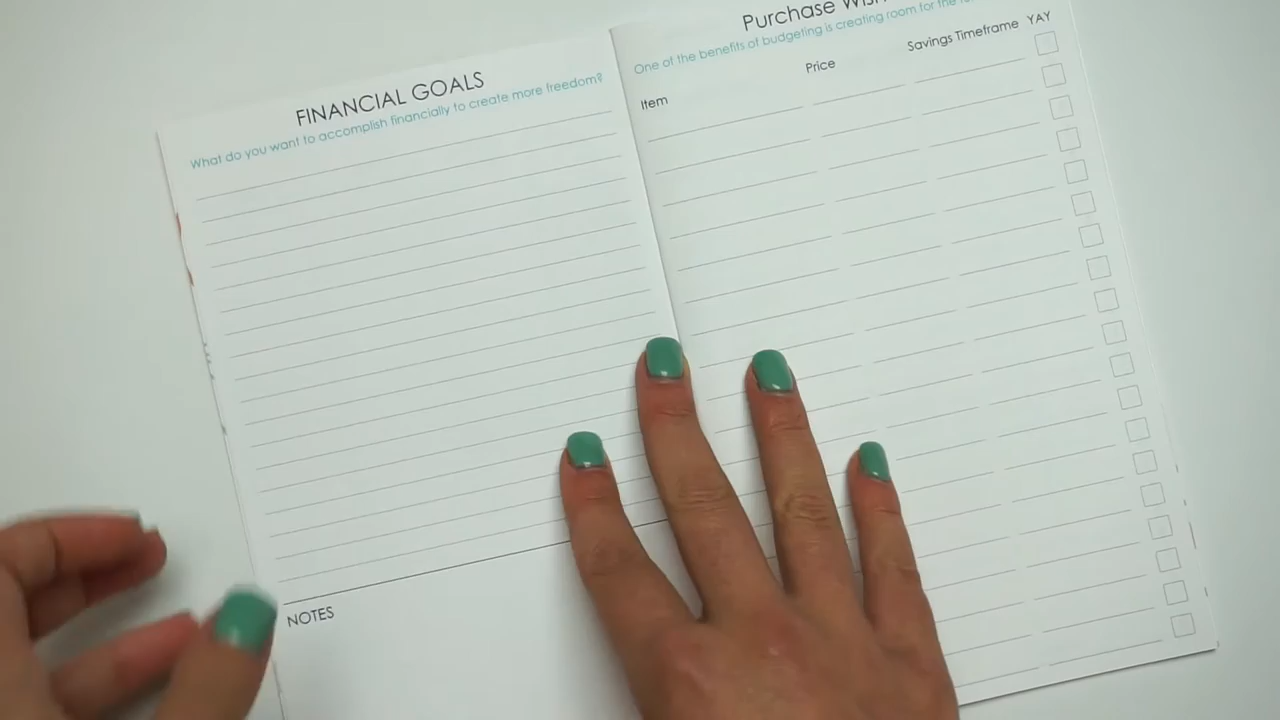 FINANCIAL GOALS
What do you want to accomplish financially to create more freedom?
NOTES
Purchase
One of the benefits of budgeting is creating room for the
Item Price Savings Timeframe YAY